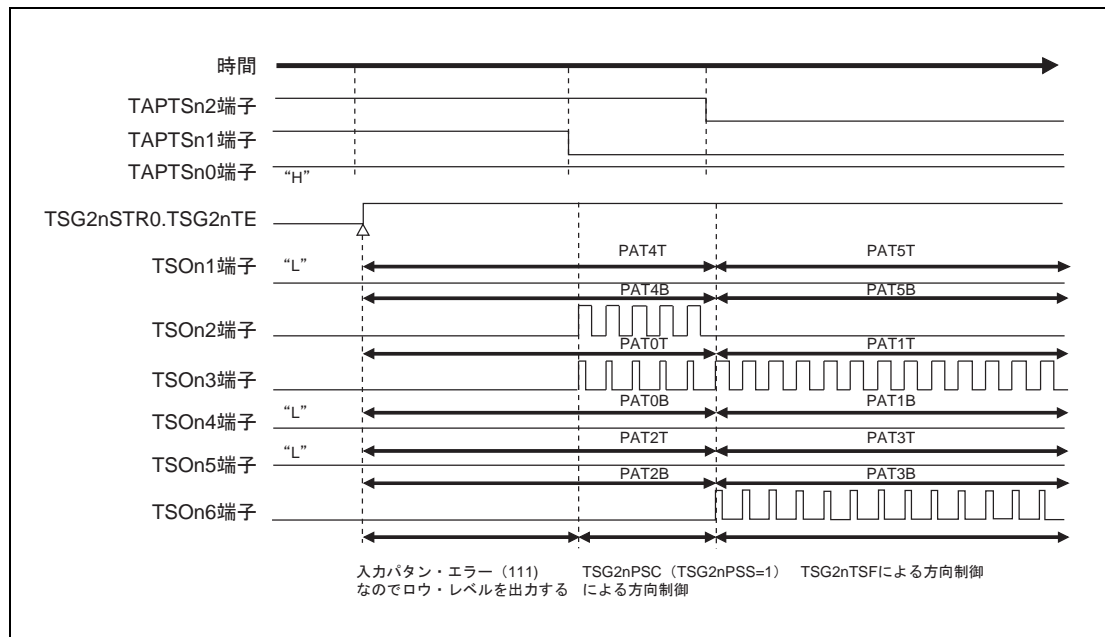 時間
TAPTSn2端子
TAPTSn1端子
TAPTSn0端子 “H”
TSG2nSTR0.TSG2nTE
PAT4T PAT5T
TSOn1端子 “L”
PAT4B PAT5B
TSOn2端子
PAT0T PAT1T
TSOn3端子
PAT0B PAT1B
TSOn4端子 “L”
PAT2T PAT3T
TSOn5端子 “L”
PAT2B PAT3B
TSOn6端子
入力パタン・エラー（111) TSG2nPSC（TSG2nPSS=1） TSG2nTSFによる方向制御
なのでロウ・レベルを出力する による方向制御